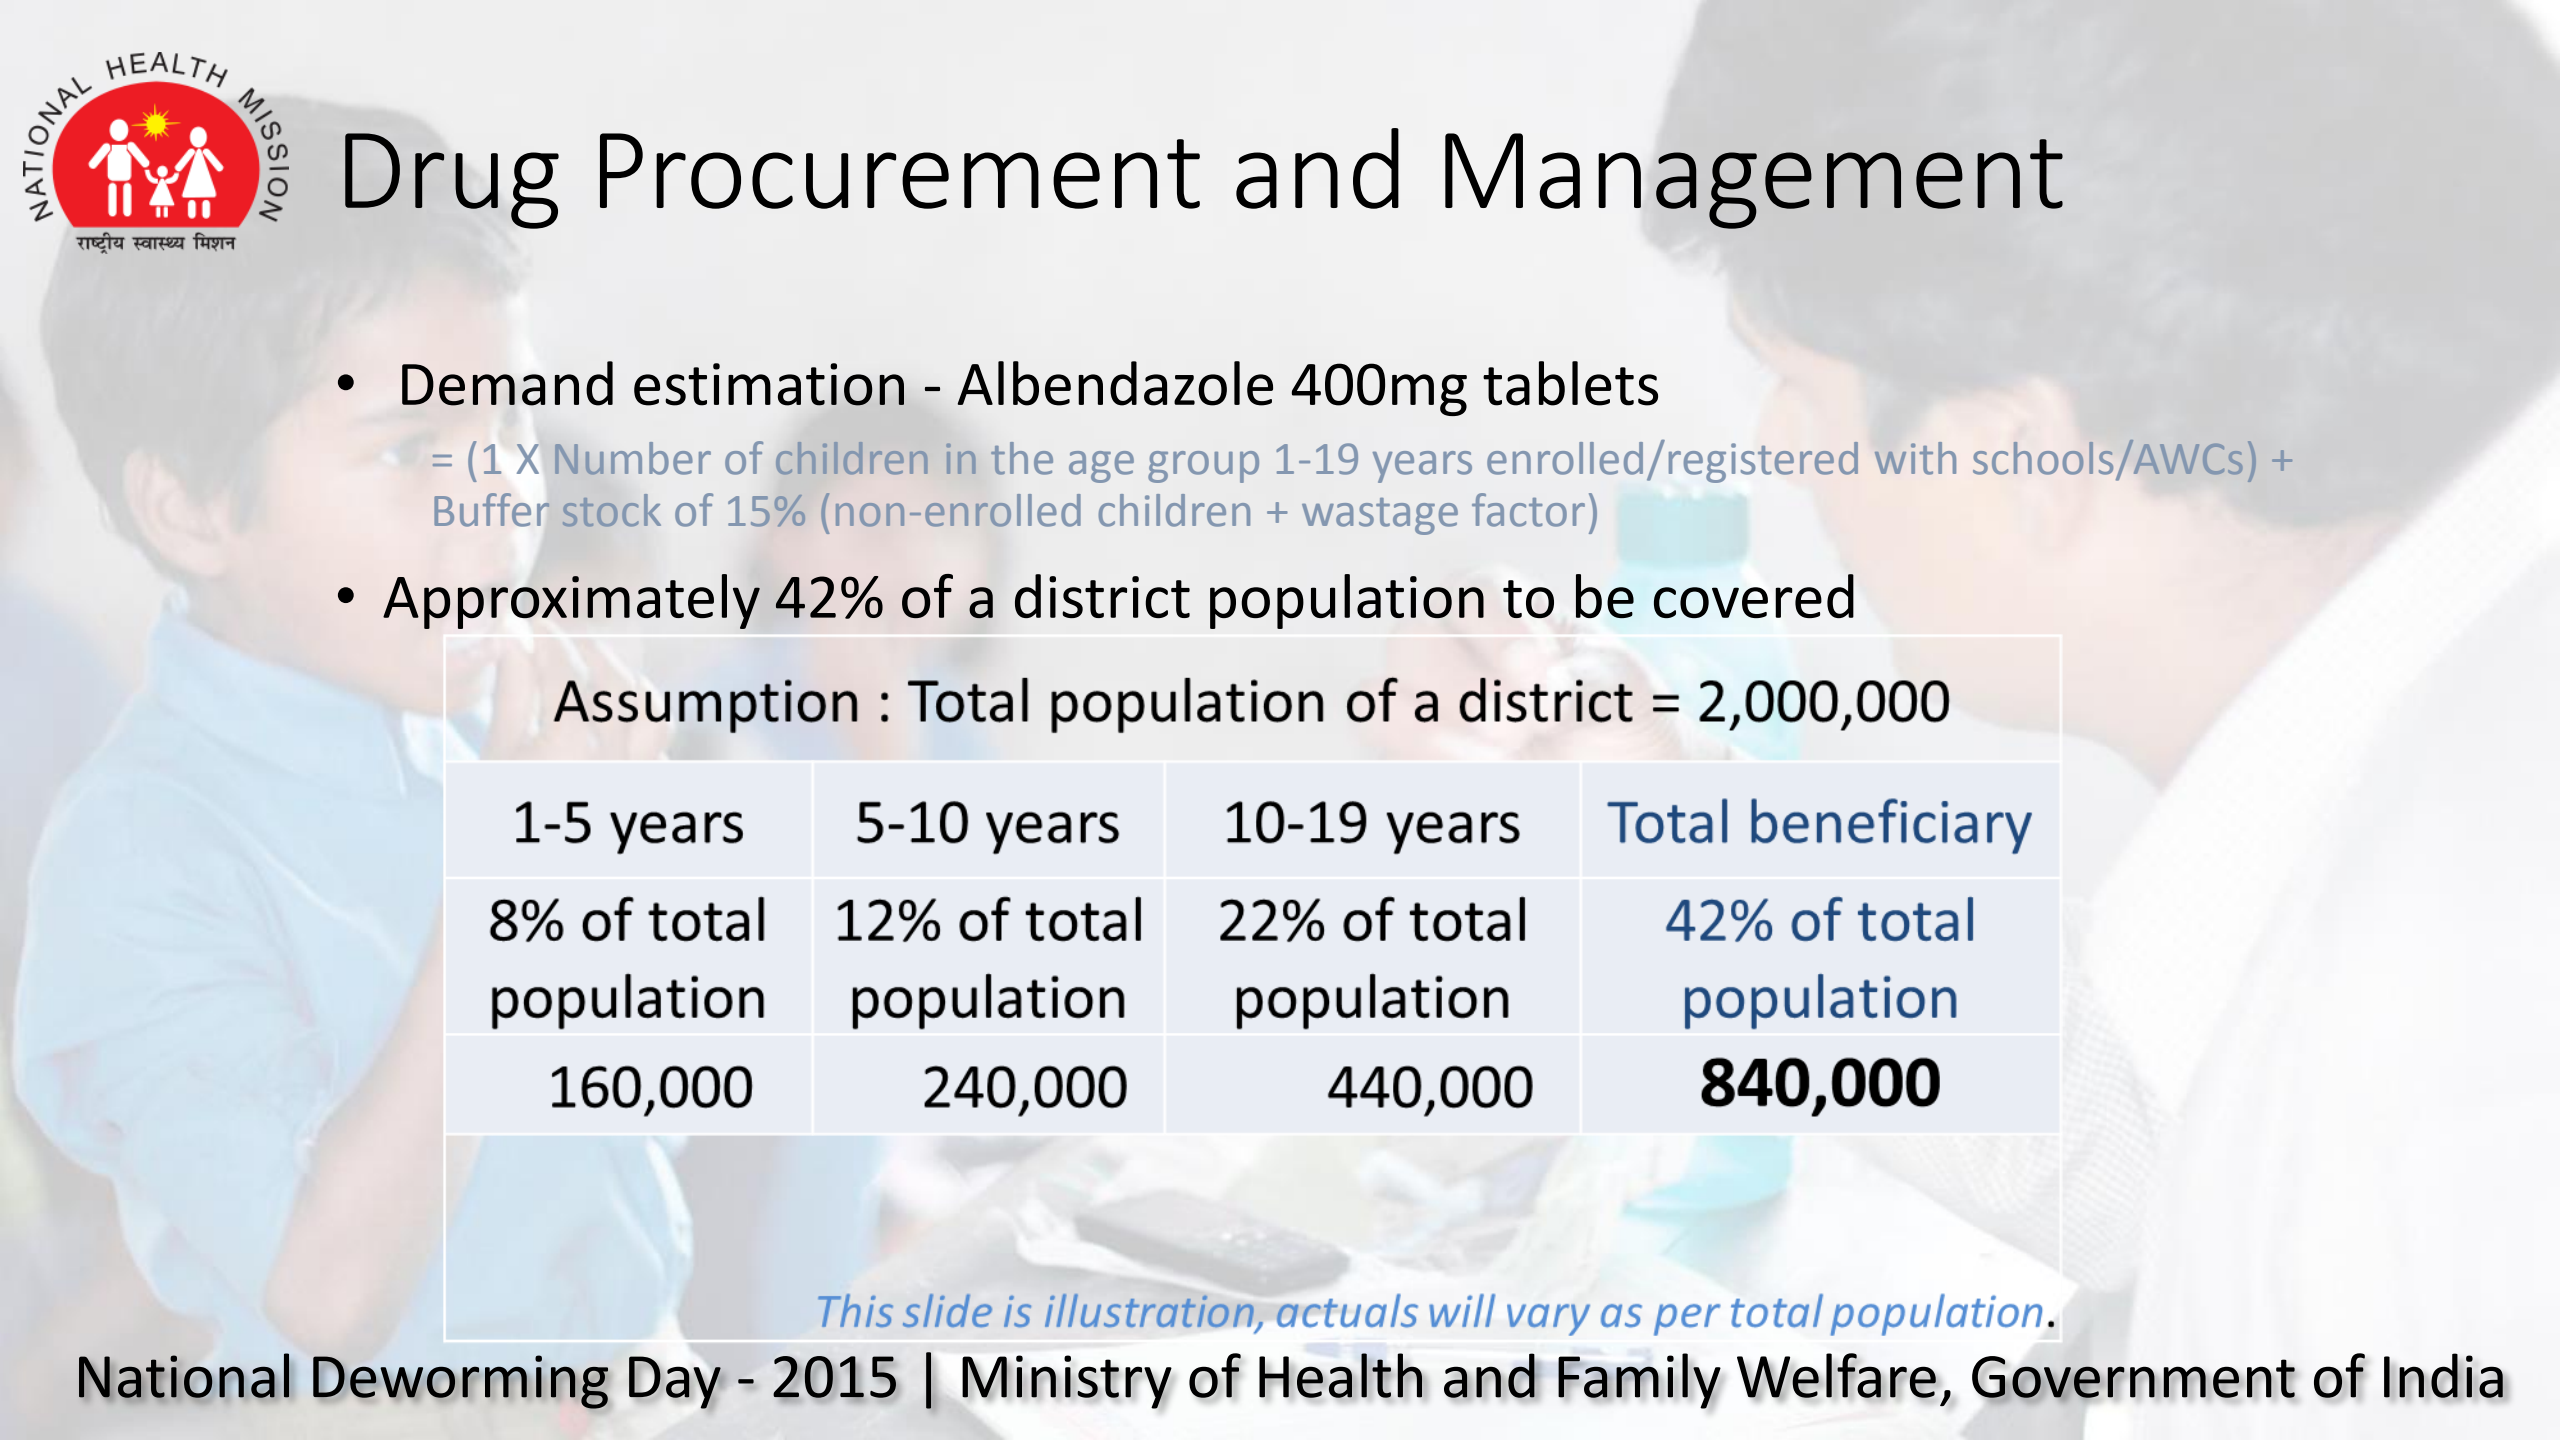 NATIONAL HEALTH MISSION
राष्ट्रीय स्वास्थ्य मिशन
Drug Procurement and Management
• Demand estimation - Albendazole 400mg tablets
= (1 X Number of children in the age group 1-19 years enrolled/registered with schools/AWCs) +
Buffer stock of 15% (non-enrolled children + wastage factor)
• Approximately 42% of a district population to be covered
Assumption : Total population of a district = 2,000,000
1-5 years 5-10 years 10-19 years Total beneficiary
8% of total 12% of total 22% of total 42% of total
population population population population
160,000 240,000 440,000 840,000
This slide is illustration, actuals will vary as per total population.
National Deworming Day - 2015 | Ministry of Health and Family Welfare, Government of India